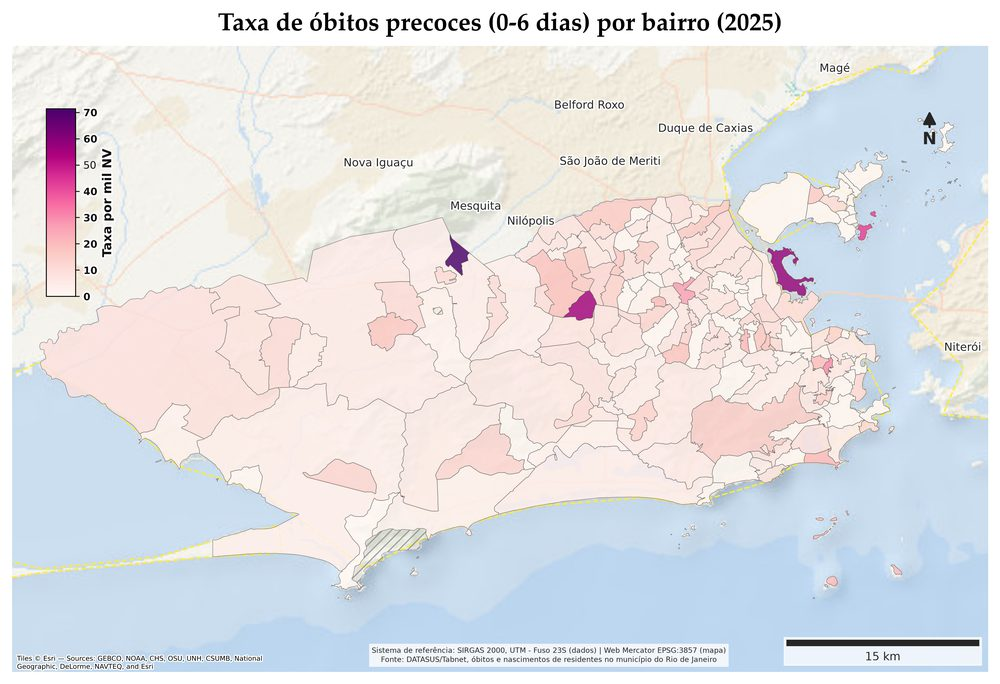 Taxa de óbitos precoces (0-6 dias) por bairro (2025)
Magé
Belford Roxo
Duque de Caxias
Nova Iguaçu
São João de Meriti
Mesquita
Nilópolis
Niterói
N
70
60
50
40
30
20
10
0
Taxa por mil NV
15 km
Tiles © Esri — Sources: GEBCO, NOAA, CHS, OSU, UNH, CSUMB, National
Geographic, DeLorme, NAVTEQ, and Esri
Sistema de referência: SIRGAS 2000, UTM - Fuso 23S (dados) | Web Mercator EPSG:3857 (mapa)
Fonte: DATASUS/Tabnet, óbitos e nascimentos de residentes no município do Rio de Janeiro